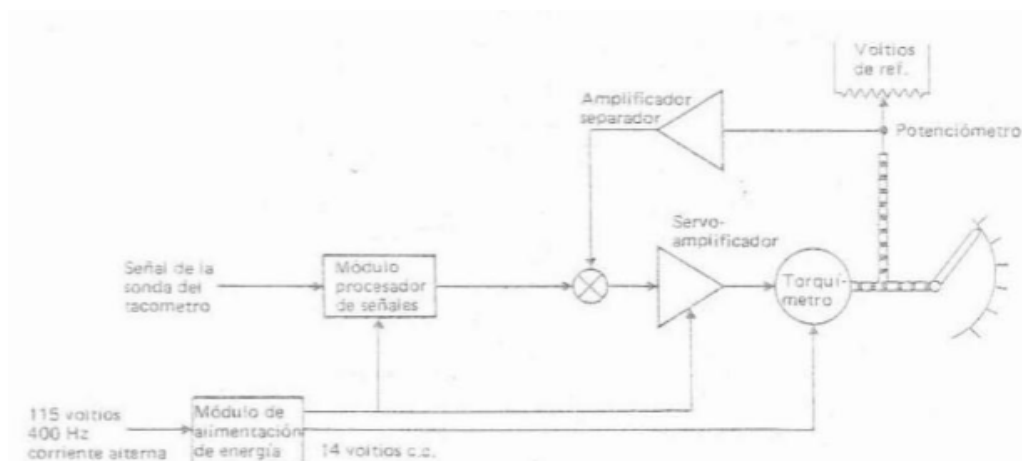 Voltios
de ref.
Amplificador
separador
Potenciómetro
Servo-
amplificador
Señal de la
sonda del
tacometro
Módulo
procesador
de señales
Torquí-
metro
115 voltios
400 Hz
corriente alterna
Módulo de
alimentación
de energía
14 voltios c.c.